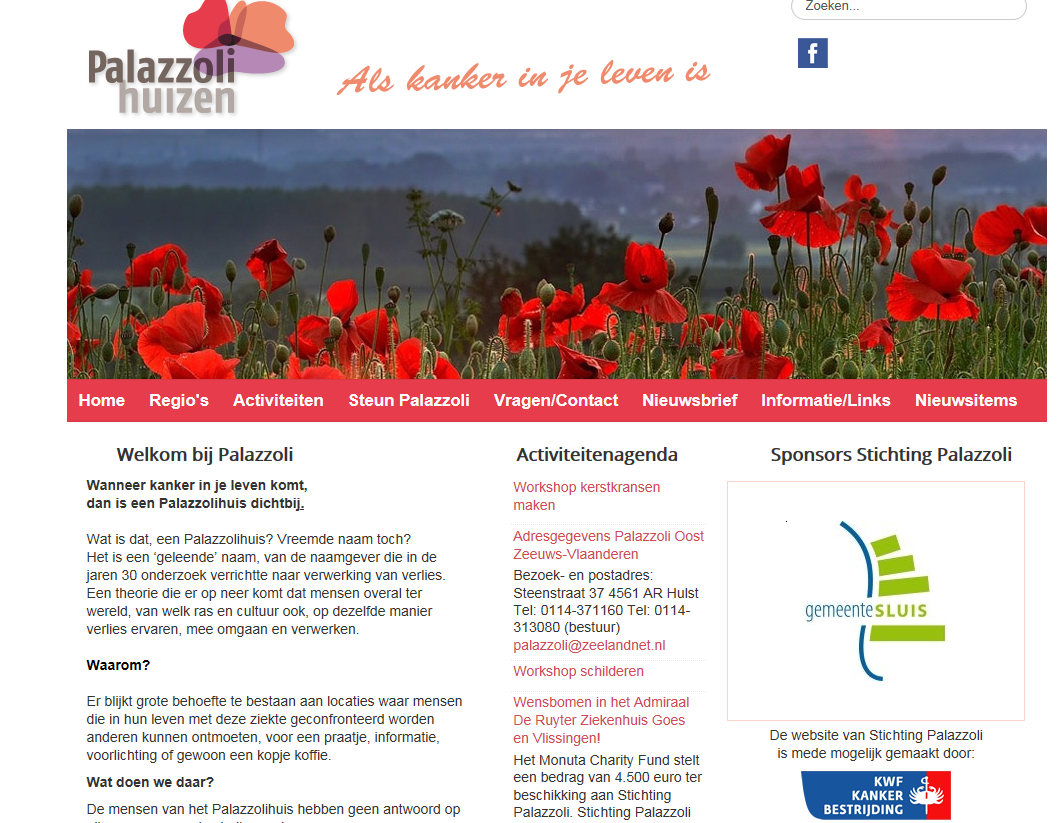 Zoeken...
Palazzoli
huizen
Als kanker in je leven is
f
Home Regio's Activiteiten Steun Palazzoli Vragen/Contact Nieuwsbrief Informatie/Links Nieuwsitems
Welkom bij Palazzoli
Wanneer kanker in je leven komt,
dan is een Palazzolihuis dichtbij.
Wat is dat, een Palazzolihuis? Vreemde naam toch?
Het is een ‘geleende’ naam, van de naamgever die in de
jaren 30 onderzoek verrichtte naar verwerking van verlies.
Een theorie die er op neer komt dat mensen overal ter
wereld, van welk ras en cultuur ook, op dezelfde manier
verlies ervaren, mee omgaan en verwerken.
Waarom?
Er blijkt grote behoefte te bestaan aan locaties waar mensen
die in hun leven met deze ziekte geconfronteerd worden
anderen kunnen ontmoeten, voor een praatje, informatie,
voorlichting of gewoon een kopje koffie.
Wat doen we daar?
De mensen van het Palazzolihuis hebben geen antwoord op
Activiteitenagenda
Workshop kerstkransen
maken
Adresgegevens Palazzoli Oost
Zeeuws-Vlaanderen
Bezoek- en postadres:
Steenstraat 37 4561 AR Hulst
Tel: 0114-371160 Tel: 0114-
313080 (bestuur)
palazzoli@zeelandnet.nl
Workshop schilderen
Wensbomen in het Admiraal
De Ruyter Ziekenhuis Goes
en Vlissingen!
Het Monuta Charity Fund stelt
een bedrag van 4.500 euro ter
beschikking aan Stichting
Palazzoli. Stichting Palazzoli
Sponsors Stichting Palazzoli
gemeente SLUIS
De website van Stichting Palazzoli
is mede mogelijk gemaakt door:
KWF
KANKER
BESTRIJDING